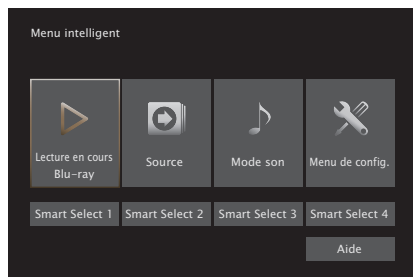 Menu intelligent
Lecture en cours
Blu-ray
Source
Mode son
Menu de config.
Smart Select 1
Smart Select 2
Smart Select 3
Smart Select 4
Aide